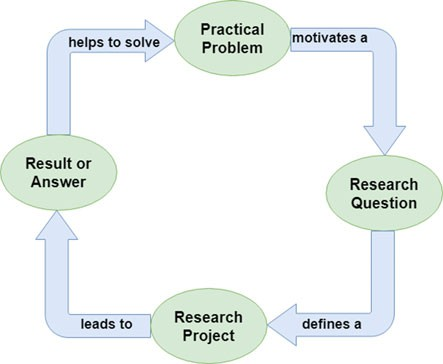 Practical
Problem
motivates a
Research
Question
defines a
Research
Project
leads to
Result or
Answer
helps to solve